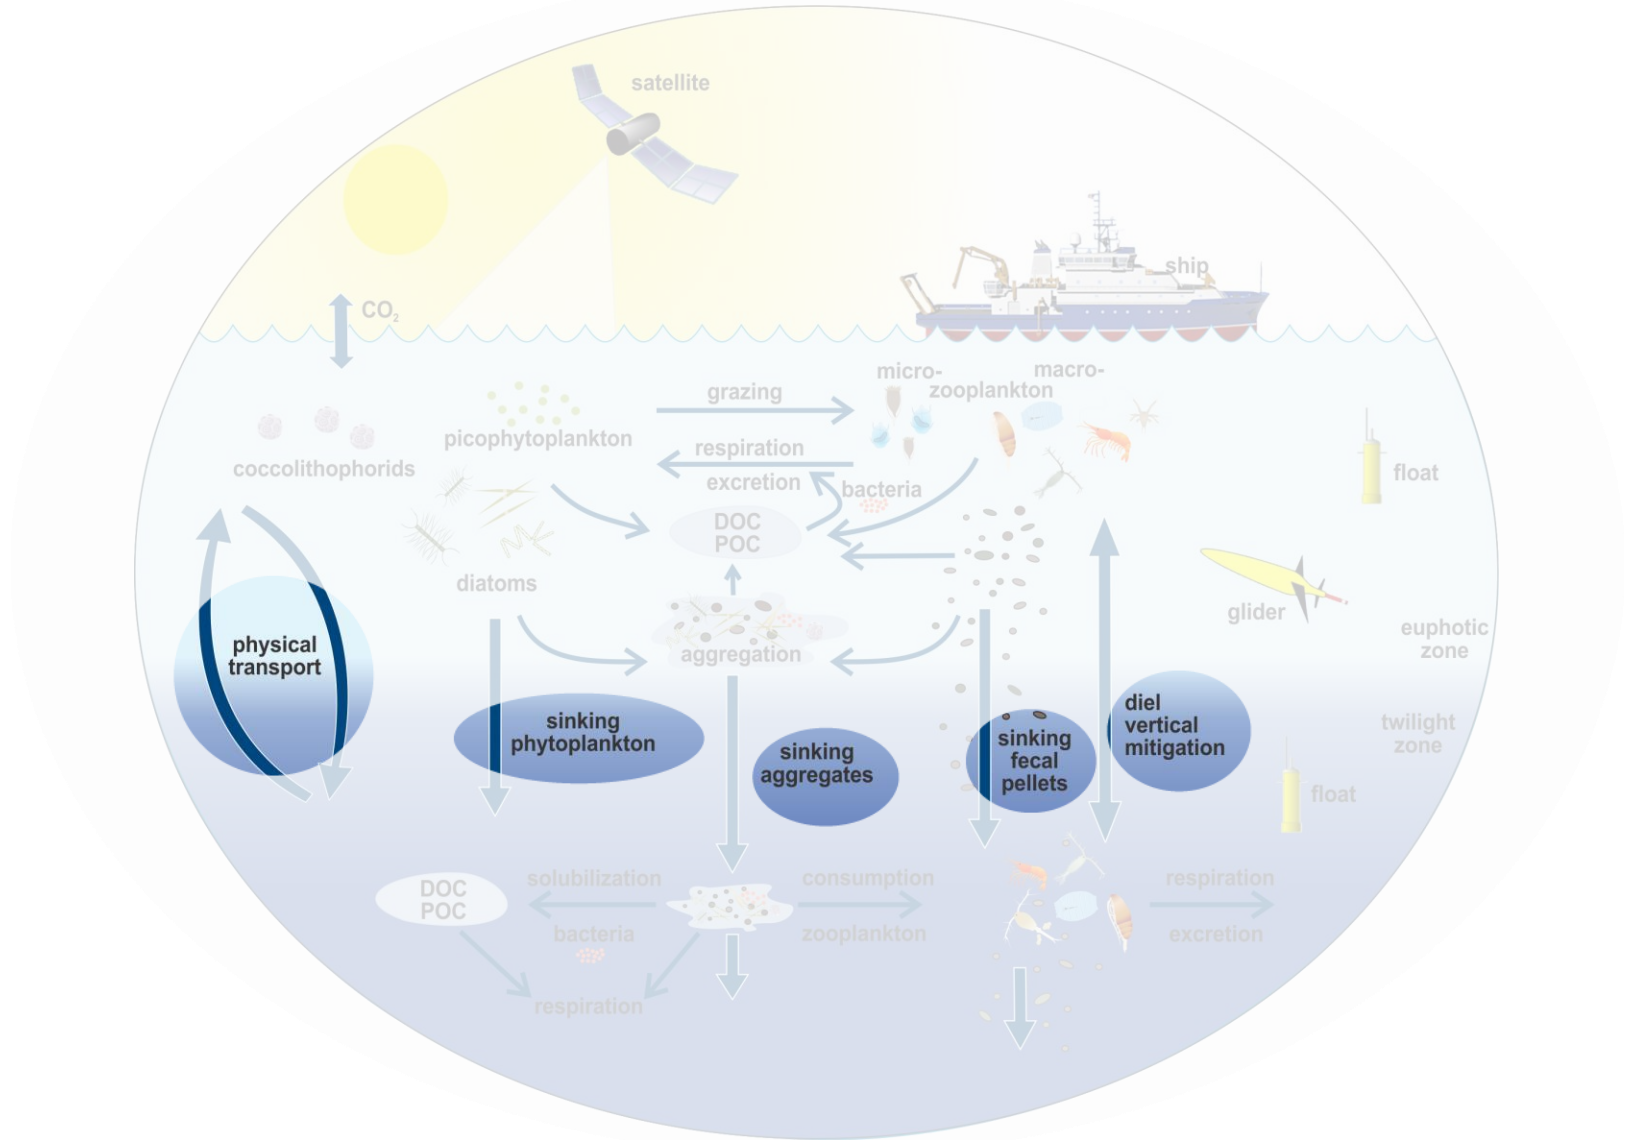 satellite
ship
CO₂
micro-
macro-
zooplankton
grazing
picophytoplankton
respiration
excretion
bacteria
coccolithophorids
float
DOC
POC
diatoms
glider
euphotic
zone
physical
transport
aggregation
sinking
phytoplankton
sinking
aggregates
sinking
fecal
pellets
diel
vertical
mitigation
twilight
zone
float
solubilization
consumption
respiration
DOC
POC
bacteria
zooplankton
excretion
respiration